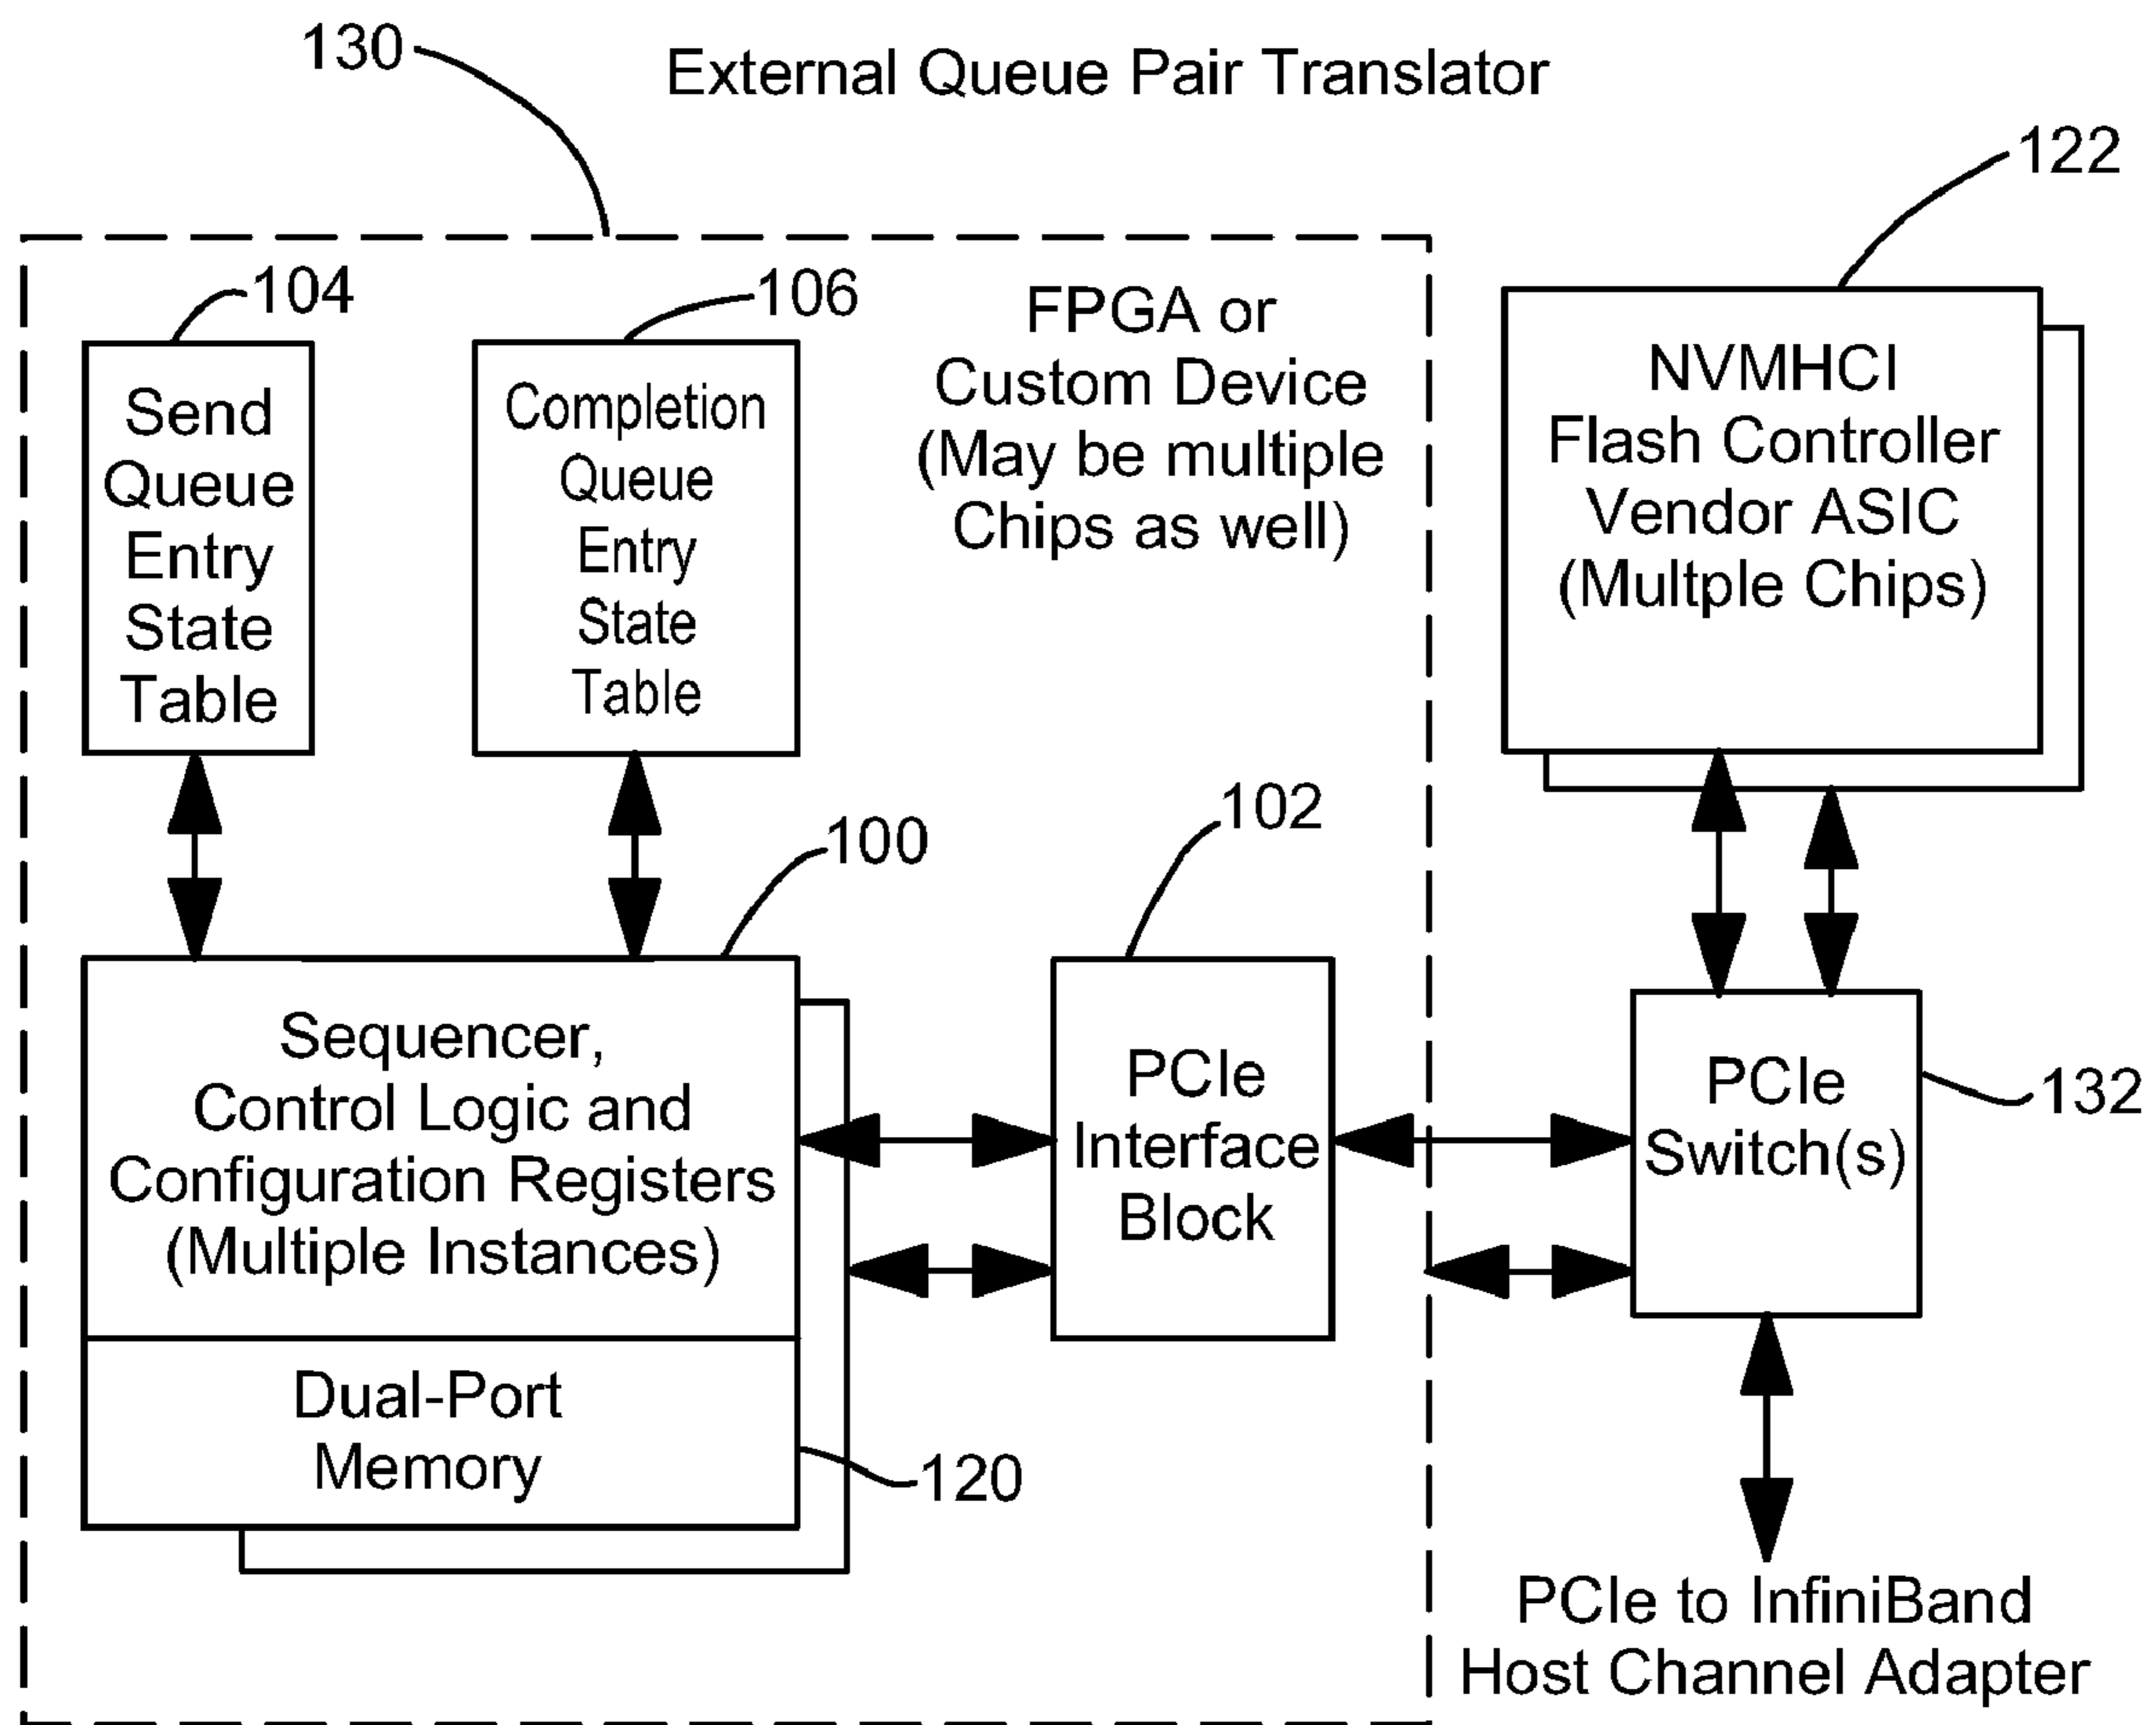 130
External Queue Pair Translator
122
104
106
FPGA or
Custom Device
(May be multiple
Chips as well)
Send
Queue
Entry
State
Table
Completion
Queue
Entry
State
Table
NVMHCI
Flash Controller
Vendor ASIC
(Multple Chips)
100
102
Sequencer,
Control Logic and
Configuration Registers
(Multiple Instances)
PCIe
Interface
Block
PCIe
Switch(s)
132
Dual-Port
Memory
120
PCIe to InfiniBand
Host Channel Adapter